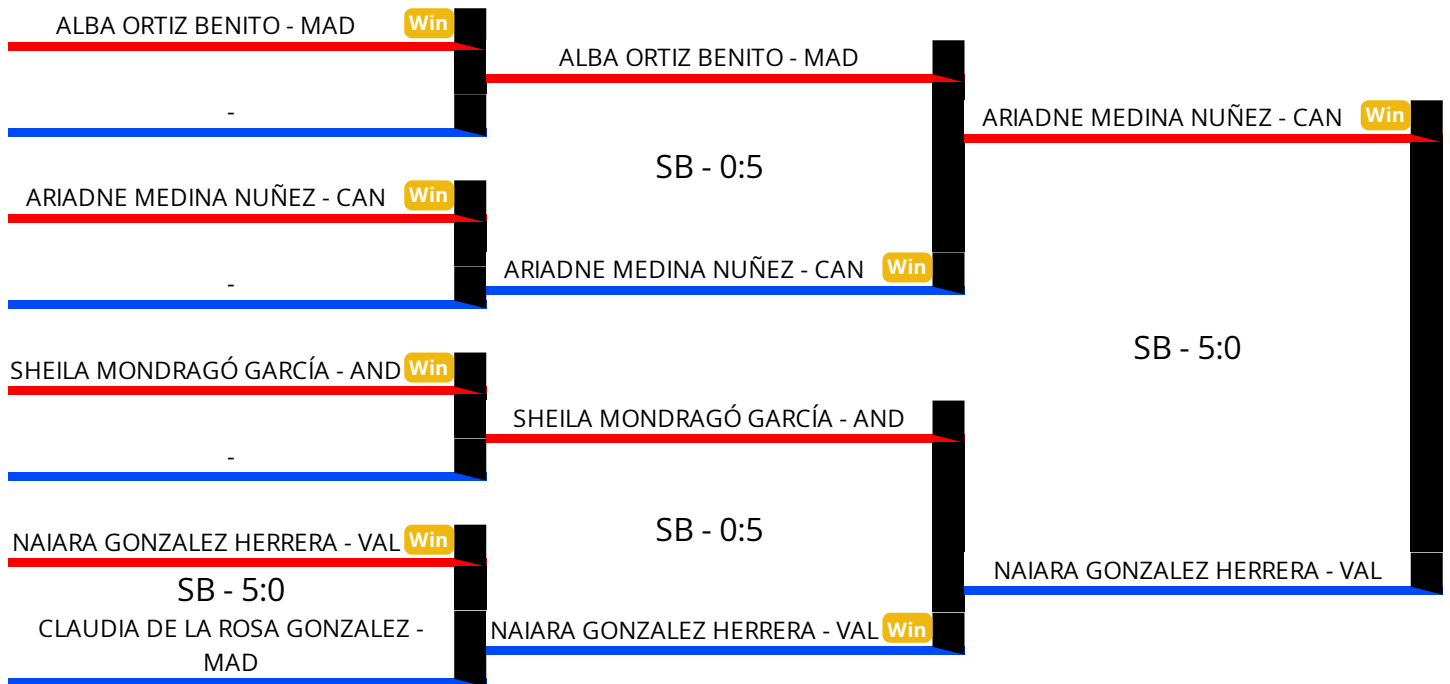 ALBA ORTIZ BENITO - MAD Win
-
ARIADNE MEDINA NUÑEZ - CAN Win
-
SHEILA MONDRAGÓ GARCÍA - AND Win
-
NAIARA GONZALEZ HERRERA - VAL Win
SB - 5:0
CLAUDIA DE LA ROSA GONZALEZ -
MAD
ALBA ORTIZ BENITO - MAD
SB - 0:5
ARIADNE MEDINA NUÑEZ - CAN Win
SHEILA MONDRAGÓ GARCÍA - AND
SB - 0:5
NAIARA GONZALEZ HERRERA - VAL Win
ARIADNE MEDINA NUÑEZ - CAN Win
SB - 5:0
NAIARA GONZALEZ HERRERA - VAL